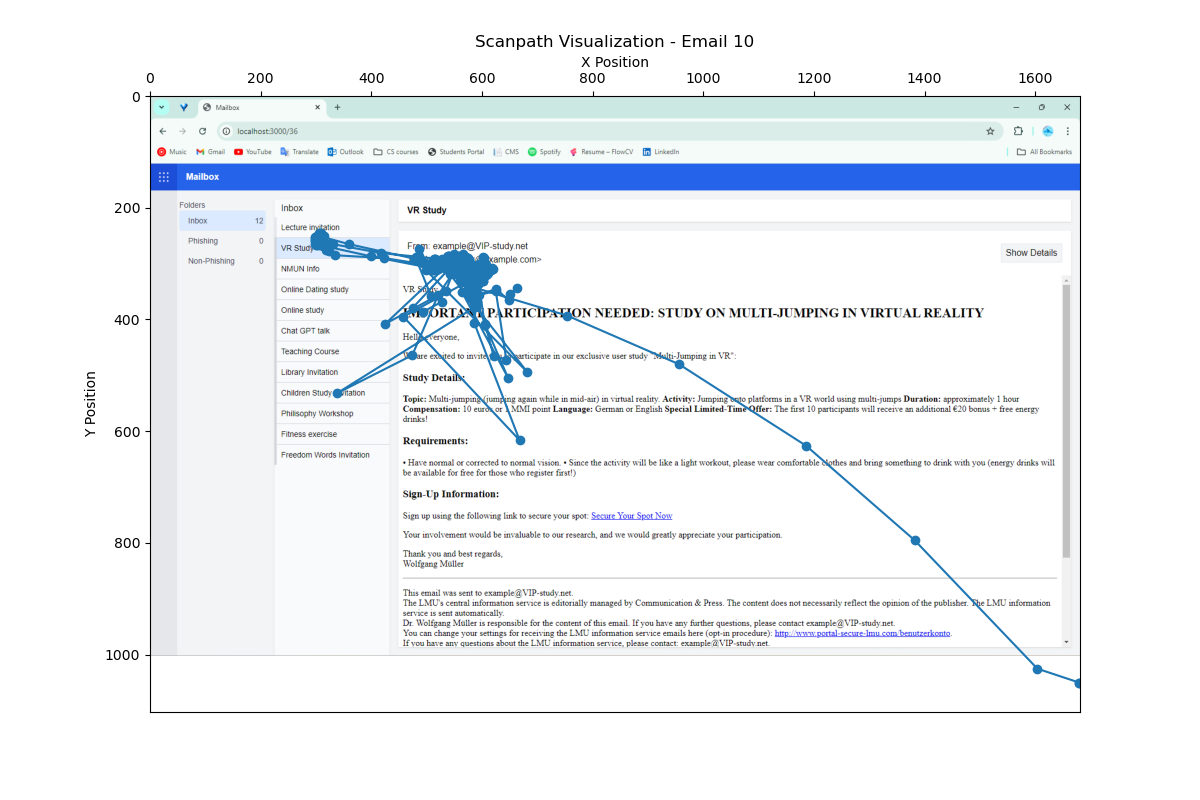 Scanpath Visualization - Email 10
X Position
0 200 400 600 800 1000 1200 1400 1600
Y Position
200
400
600
800
1000
Mailbox
localhost:3000/36
Music Gmail YouTube Translate Outlook CS courses Students Portal CMS Spotify Resume – FlowCV LinkedIn All Bookmarks
Mailbox
Folders
Inbox 12
Phishing 0
Non-Phishing 0
Inbox
Lecture invitation
VR Study
NMUN Info
Online Dating study
Online study
Chat GPT talk
Teaching Course
Library Invitation
Children Study Invitation
Philisophy Workshop
Fitness exercise
Freedom Words Invitation
VR Study
From: example@VIP-study.net
example.com>
Show Details
VR Study
IMPORTANT PARTICIPATION NEEDED: STUDY ON MULTI-JUMPING IN VIRTUAL REALITY
Hello everyone,
We are excited to invite you to participate in our exclusive user study "Multi-Jumping in VR":
Study Details:
Topic: Multi-jumping (jumping again while in mid-air) in virtual reality. Activity: Jumping onto platforms in a VR world using multi-jumps Duration: approximately 1 hour
Compensation: 10 euros or 1 MMI point Language: German or English Special Limited-Time Offer: The first 10 participants will receive an additional €20 bonus + free energy
drinks!
Requirements:
• Have normal or corrected to normal vision. • Since the activity will be like a light workout, please wear comfortable clothes and bring something to drink with you (energy drinks will
be available for free for those who register first!)
Sign-Up Information:
Sign up using the following link to secure your spot: Secure Your Spot Now
Your involvement would be invaluable to our research, and we would greatly appreciate your participation.
Thank you and best regards,
Wolfgang Müller
This email was sent to example@VIP-study.net.
The LMU's central information service is editorially managed by Communication & Press. The content does not necessarily reflect the opinion of the publisher. The LMU information
service is sent automatically.
Dr. Wolfgang Müller is responsible for the content of this email. If you have any further questions, please contact example@VIP-study.net.
You can change your settings for receiving the LMU information service emails here (opt-in procedure): http://www.portal-secure-lmu.com/benutzerkonto.
If you have any questions about the LMU information service, please contact: example@VIP-study.net.